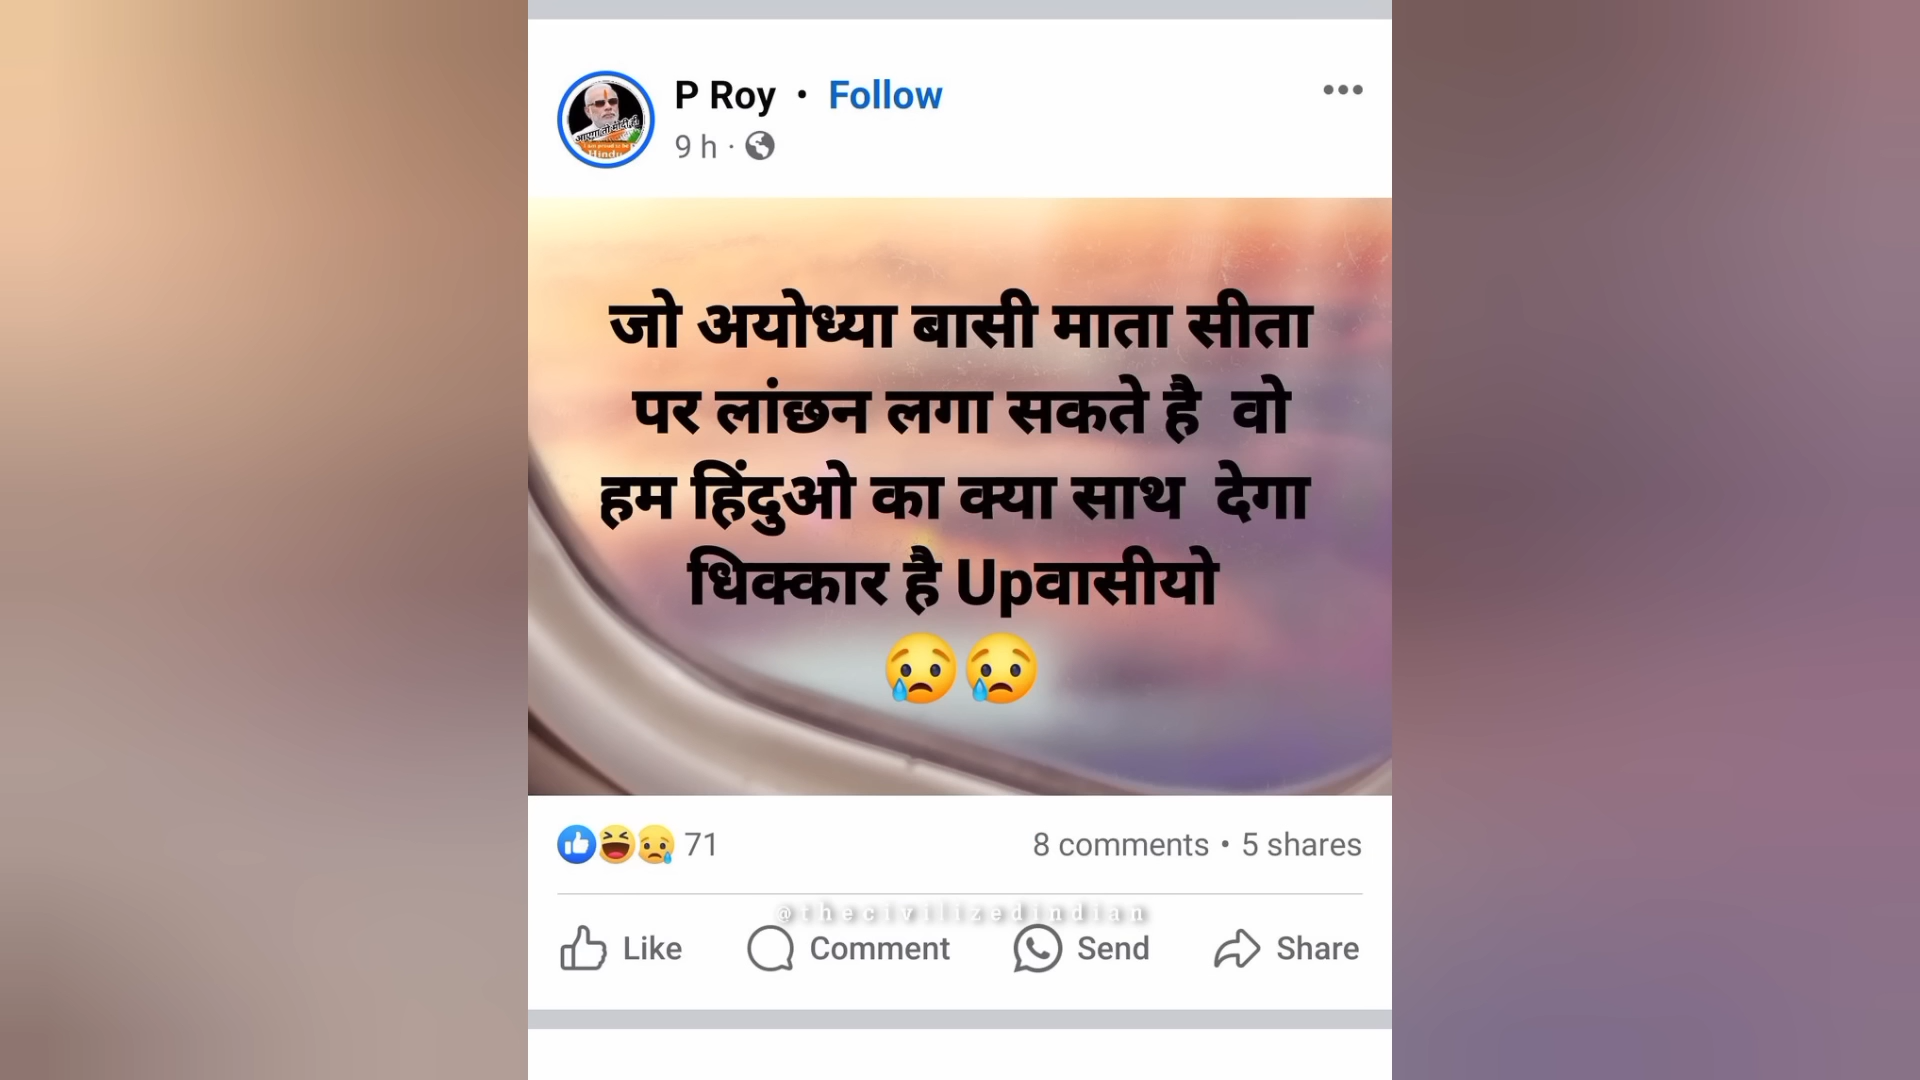 P Roy • Follow
9 h ·
जो अयोध्या बासी माता सीता
पर लांछन लगा सकते है वो
हम हिंदुओ का क्या साथ देगा
धिक्कार है Upवासीयो
😢😢
71
8 comments • 5 shares
@thecivilizedindian
Like
Comment
Send
Share